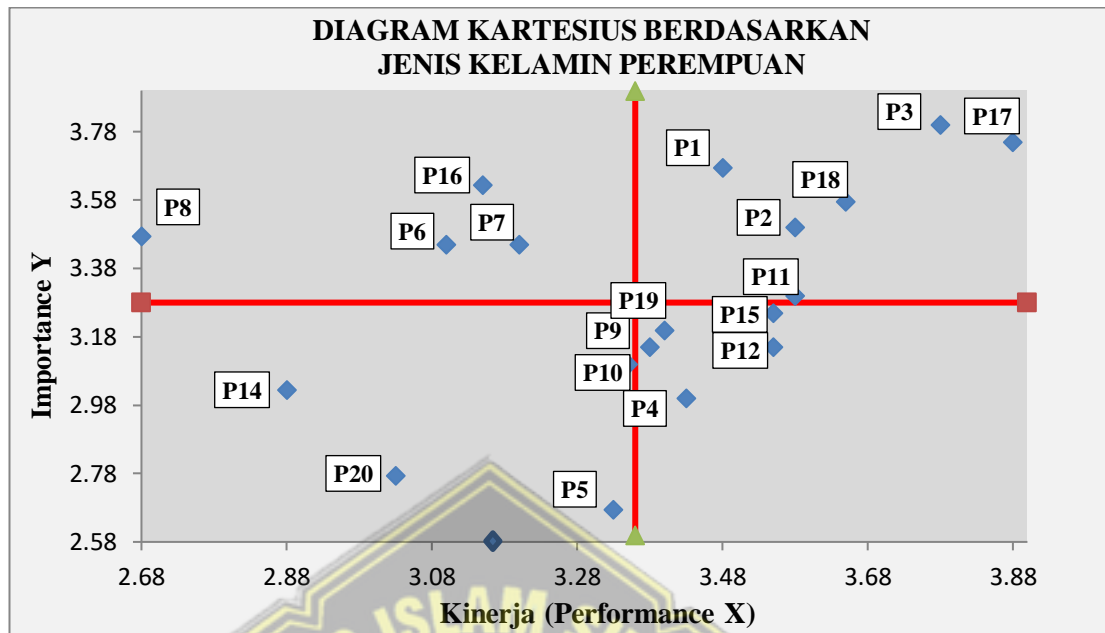 DIAGRAM KARTESIUS BERDASARKAN
JENIS KELAMIN PEREMPUAN
Importance Y
3.78
3.58
3.38
3.18
2.98
2.78
2.58
P3
P17
P1
P16
P18
P8
P6
P7
P2
P11
P19
P15
P9
P12
P10
P14
P4
P20
P5
2.68 2.88 3.08 3.28 3.48 3.68 3.88
Kinerja (Performance X)
ISLAM